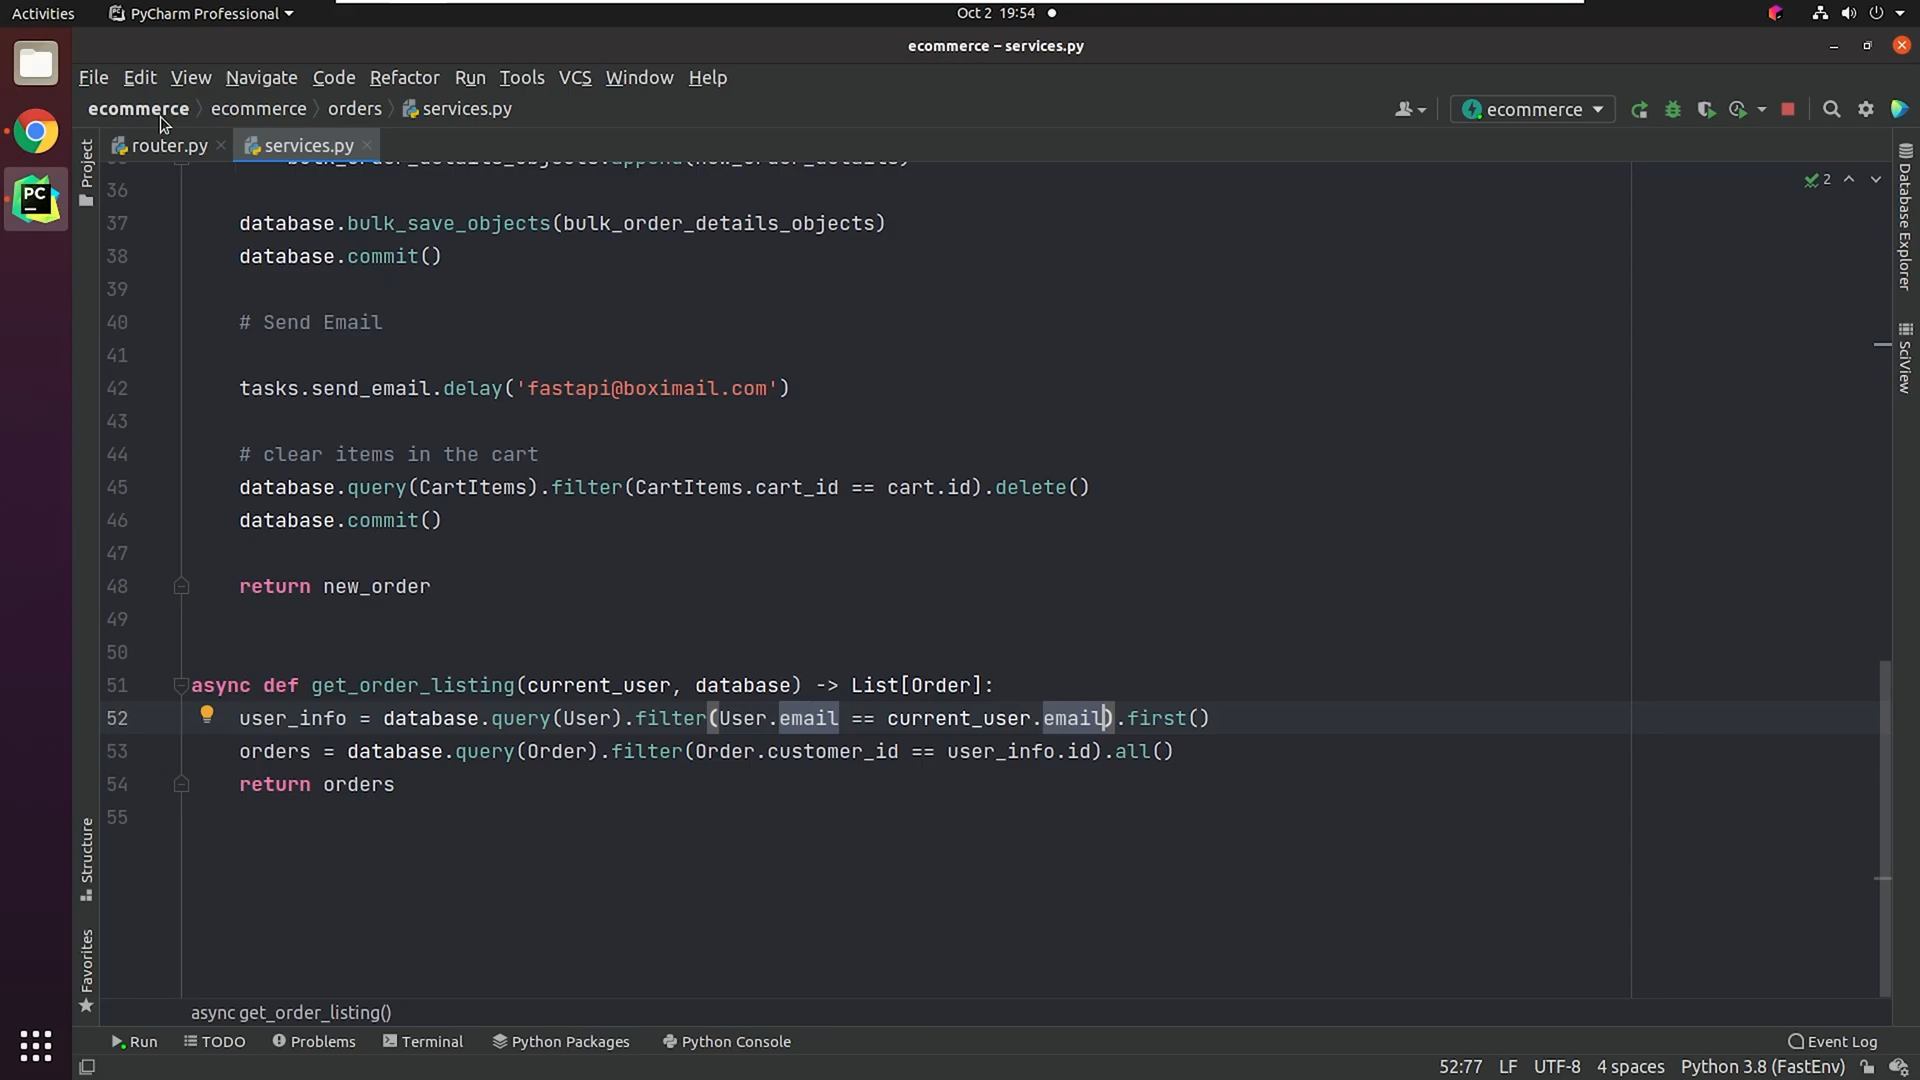 Activities
PyCharm Professional
Oct 2 19:54
ecommerce – services.py
File Edit View Navigate Code Refactor Run Tools VCS Window Help
ecommerce ecommerce orders services.py
ecommerce
router.py
services.py
Project
Database Explorer
SciView
Structure
Favorites
2
bulk_order_details_objects.append(new_order_details)
36
37 database.bulk_save_objects(bulk_order_details_objects)
38 database.commit()
39
40 # Send Email
41
42 tasks.send_email.delay('fastapi@boximail.com')
43
44 # clear items in the cart
45 database.query(CartItems).filter(CartItems.cart_id == cart.id).delete()
46 database.commit()
47
48 return new_order
49
50
51 async def get_order_listing(current_user, database) -> List[Order]:
52 user_info = database.query(User).filter(User.email == current_user.email).first()
53 orders = database.query(Order).filter(Order.customer_id == user_info.id).all()
54 return orders
55
async get_order_listing()
Run TODO Problems Terminal Python Packages Python Console Event Log
52:77 LF UTF-8 4 spaces Python 3.8 (FastEnv)